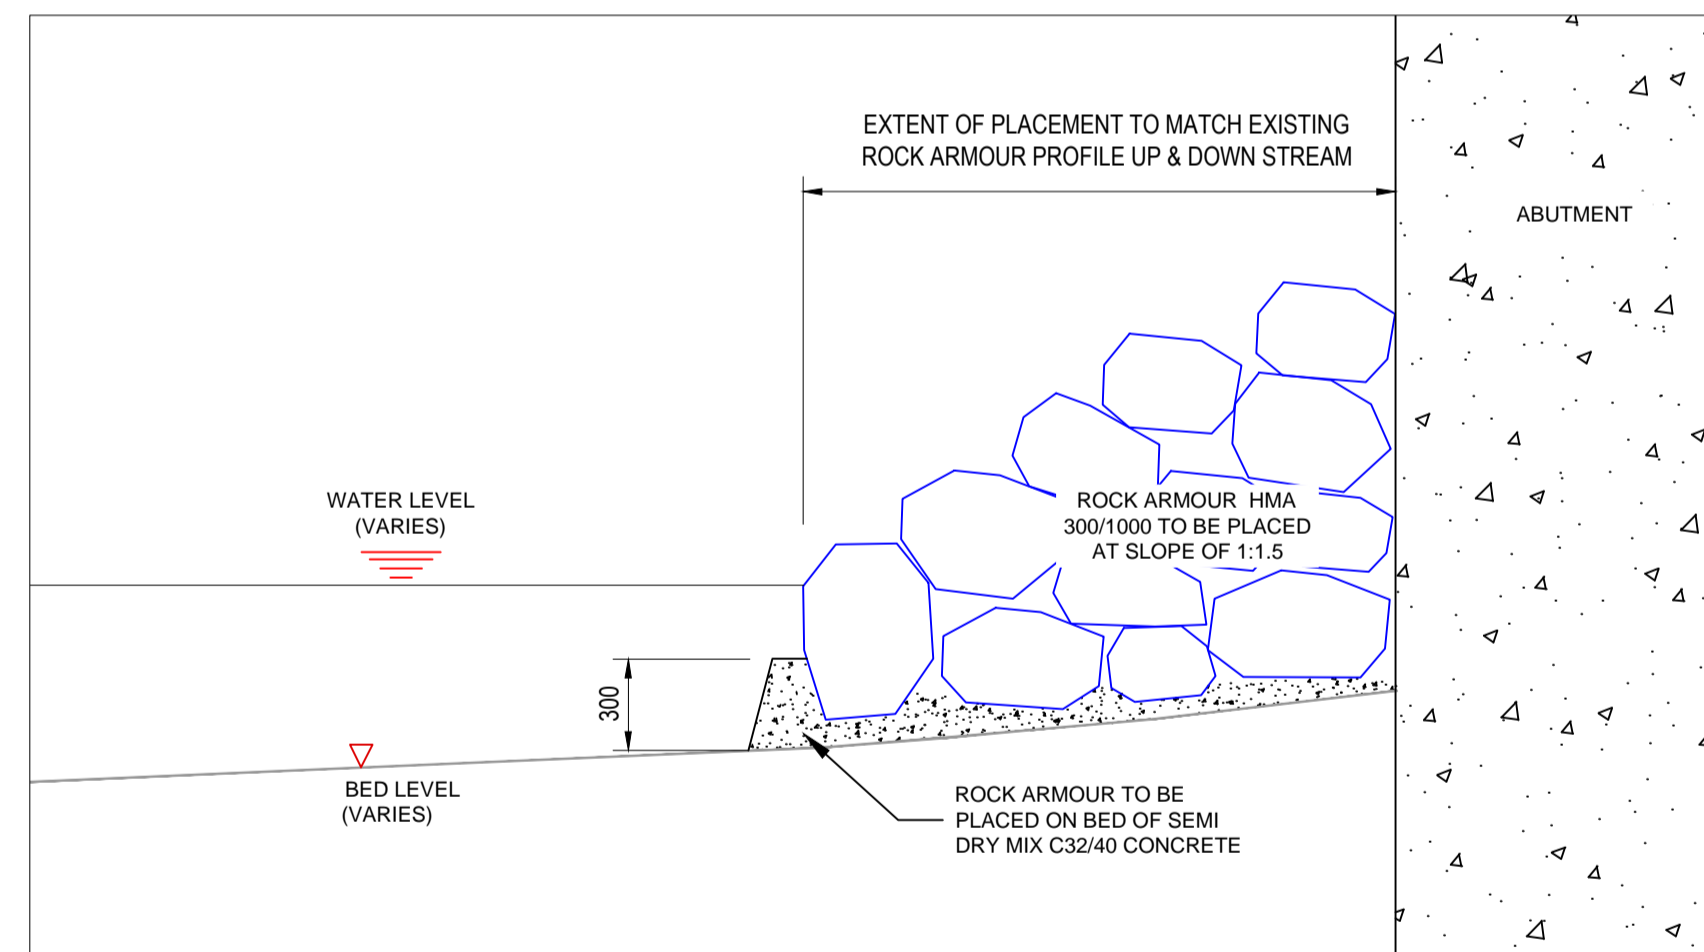 EXTENT OF PLACEMENT TO MATCH EXISTING
ROCK ARMOUR PROFILE UP & DOWN STREAM
ABUTMENT
WATER LEVEL
(VARIES)
ROCK ARMOUR HMA
300/1000 TO BE PLACED
AT SLOPE OF 1:1.5
300
BED LEVEL
(VARIES)
ROCK ARMOUR TO BE
PLACED ON BED OF SEMI
DRY MIX C32/40 CONCRETE